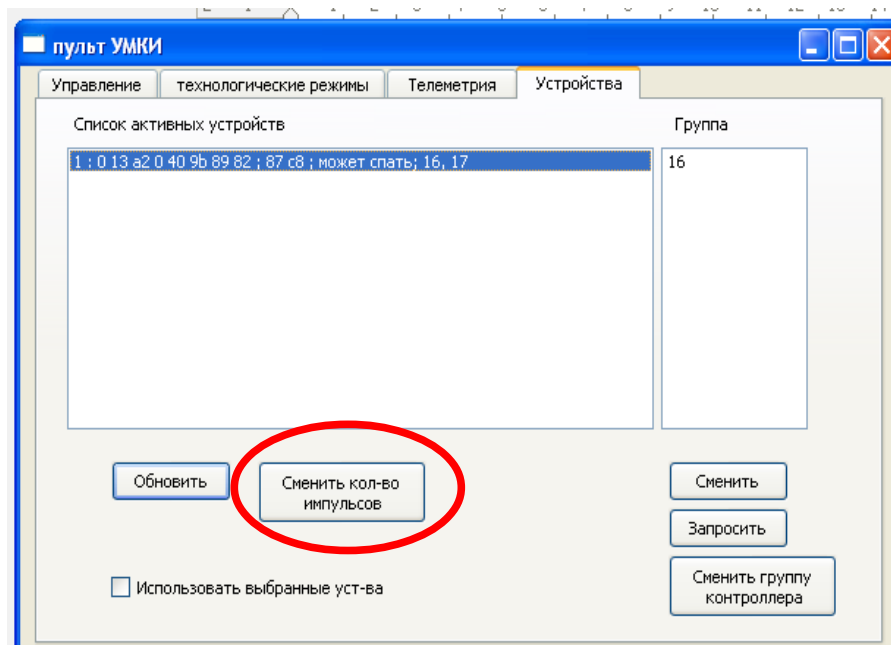 пульт УМКИ
Управление технологические режимы Телеметрия Устройства
Список активных устройств Группа
1 : 0 13 a2 0 40 9b 89 82 ; 87 c8 ; может спать; 16, 17
16
Обновить
Сменить кол-во
импульсов
Сменить
Запросить
Использовать выбранные уст-ва
Сменить группу
контроллера